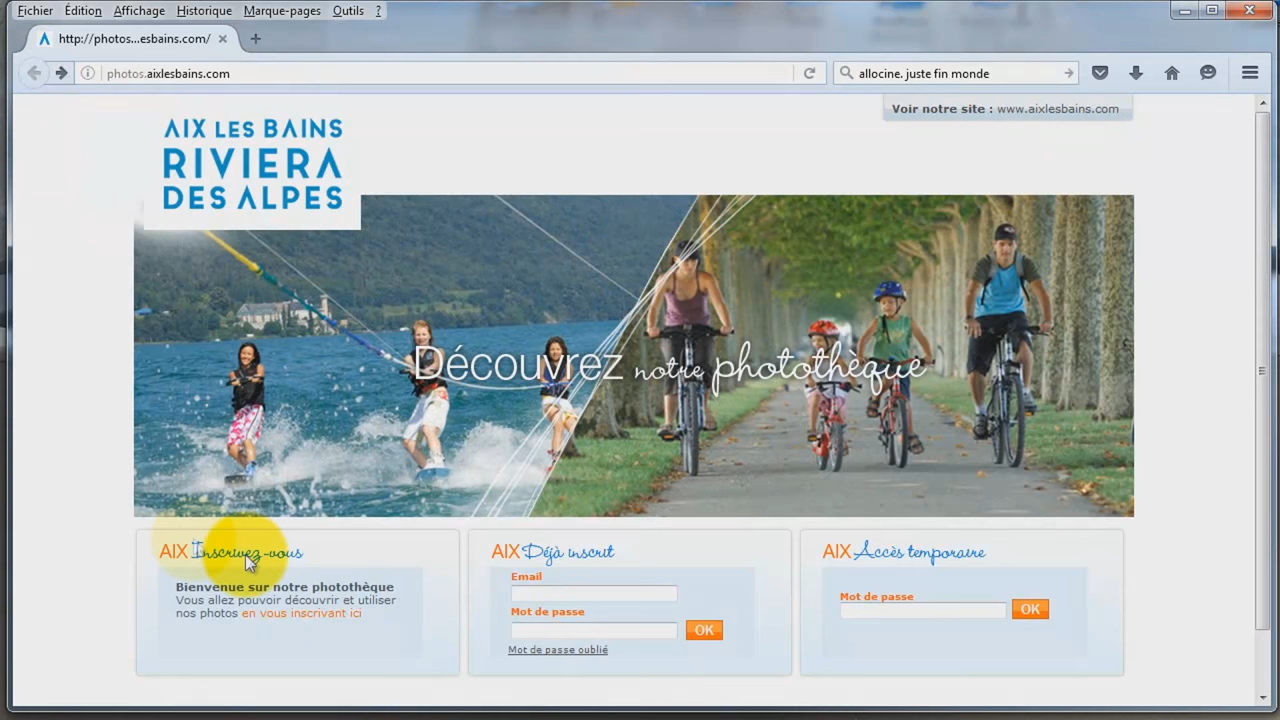 Fichier Édition Affichage Historique Marque-pages Outils ?
http://photos...esbains.com/
photos.aixlesbains.com
allocine. juste fin monde
Voir notre site : www.aixlesbains.com
AIX LES BAINS
RIVIERA
DES ALPES
Découvrez notre photothèque
AIX Inscrivez-vous
Bienvenue sur notre photothèque
Vous allez pouvoir découvrir et utiliser
nos photos en vous inscrivant ici
AIX Déjà inscrit
Email
Mot de passe
OK
Mot de passe oublié
AIX Accès temporaire
Mot de passe
OK